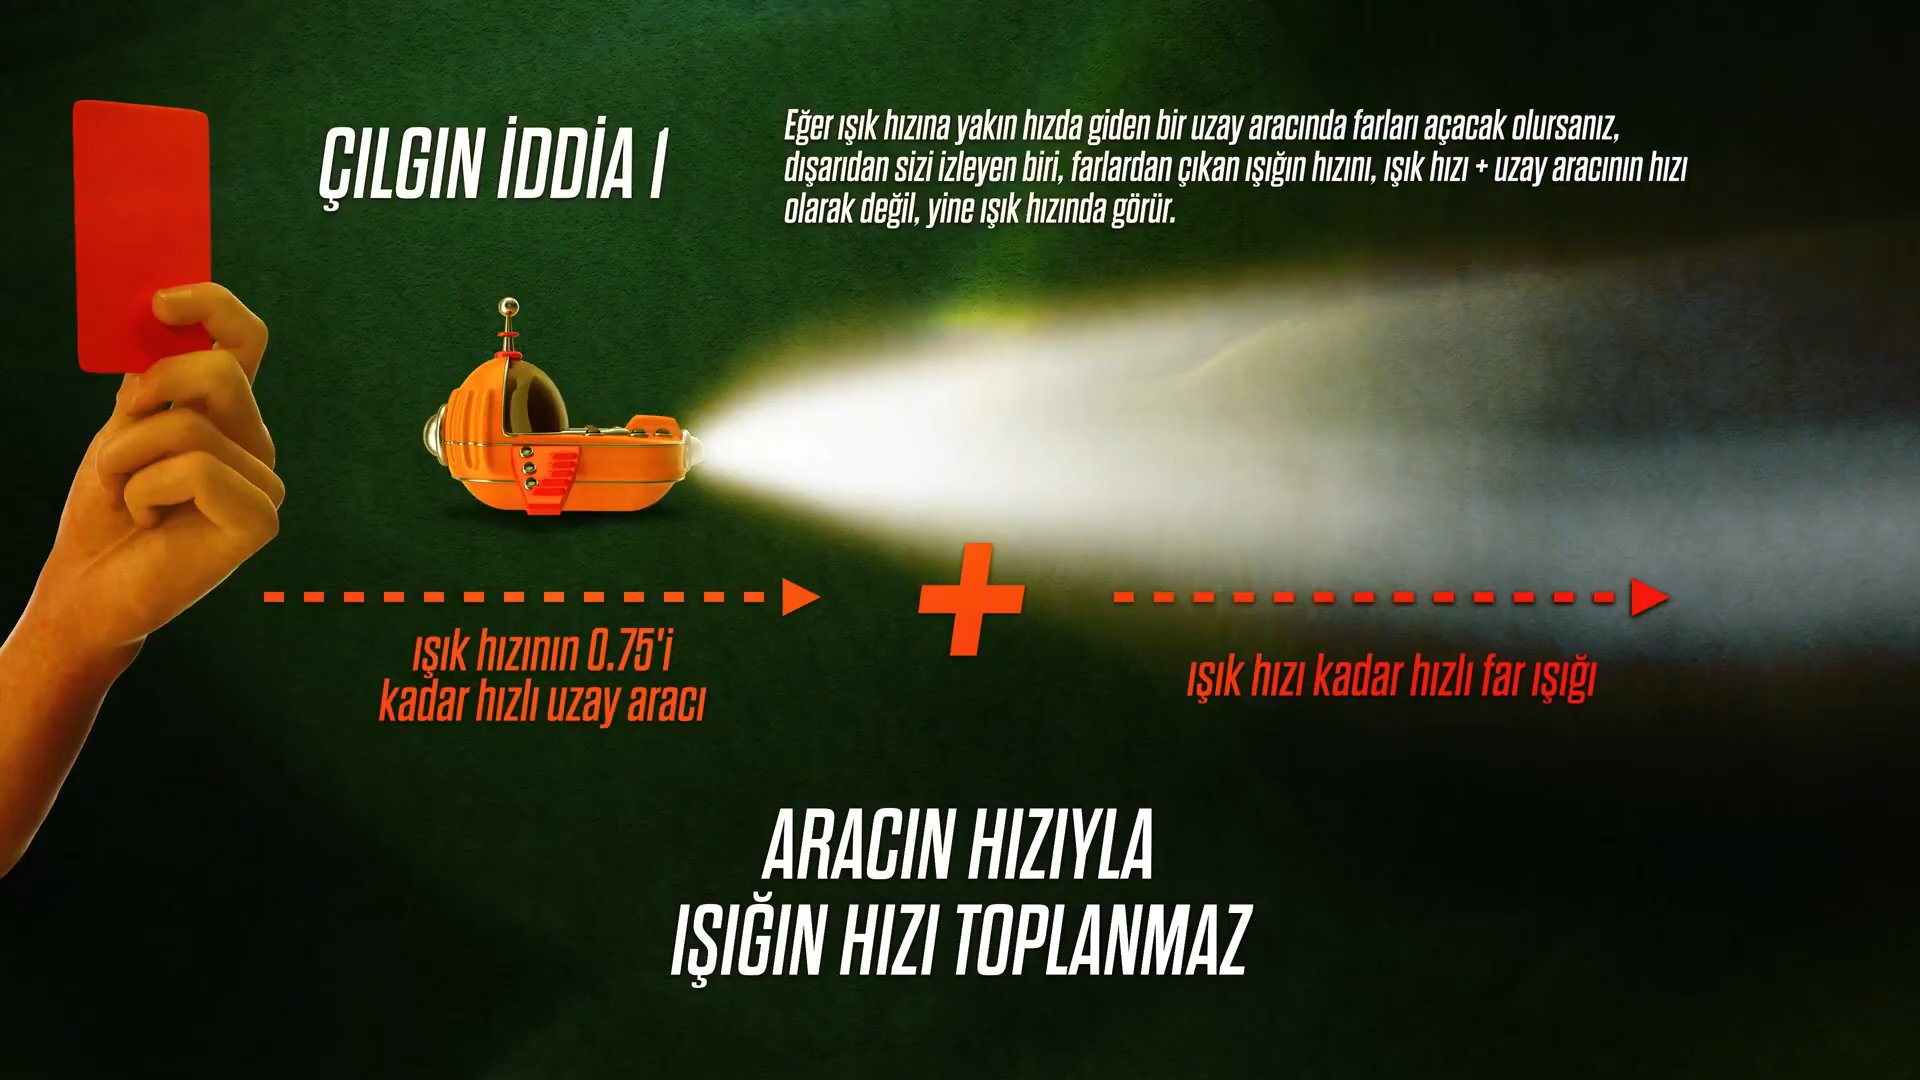 ÇILGIN İDDİA 1
Eğer ışık hızına yakın hızda giden bir uzay aracında farları açacak olursanız,
dışarıdan sizi izleyen biri, farlardan çıkan ışığın hızını, ışık hızı + uzay aracının hızı
olarak değil, yine ışık hızında görür.
ışık hızının 0.75'i
kadar hızlı uzay aracı
+
ışık hızı kadar hızlı far ışığı
ARACIN HIZIYLA
IŞIĞIN HIZI TOPLANMAZ